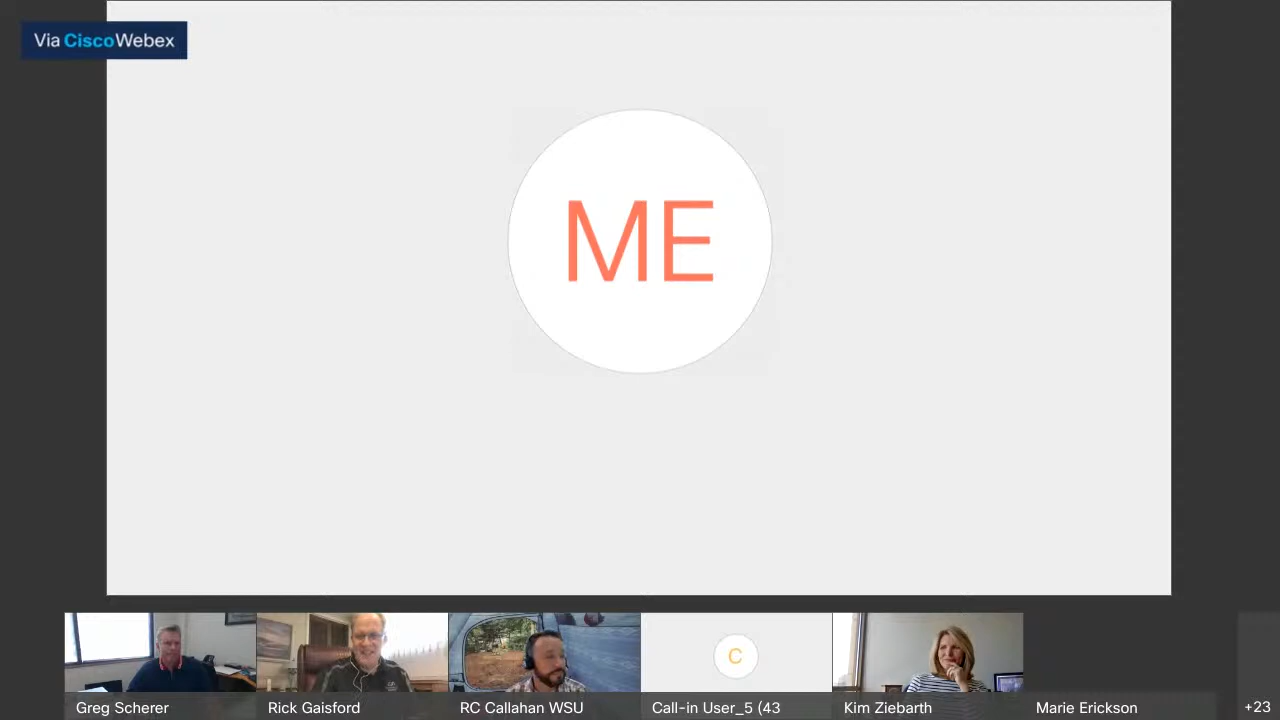 Via CiscoWebex
ME
C
Greg Scherer
Rick Gaisford
RC Callahan WSU
Call-in User_5 (43
Kim Ziebarth
Marie Erickson
+23